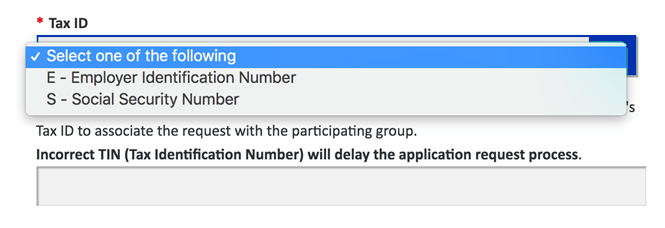 * Tax ID
✓ Select one of the following
E - Employer Identification Number
S - Social Security Number
's
Tax ID to associate the request with the participating group.
Incorrect TIN (Tax Identification Number) will delay the application request process.